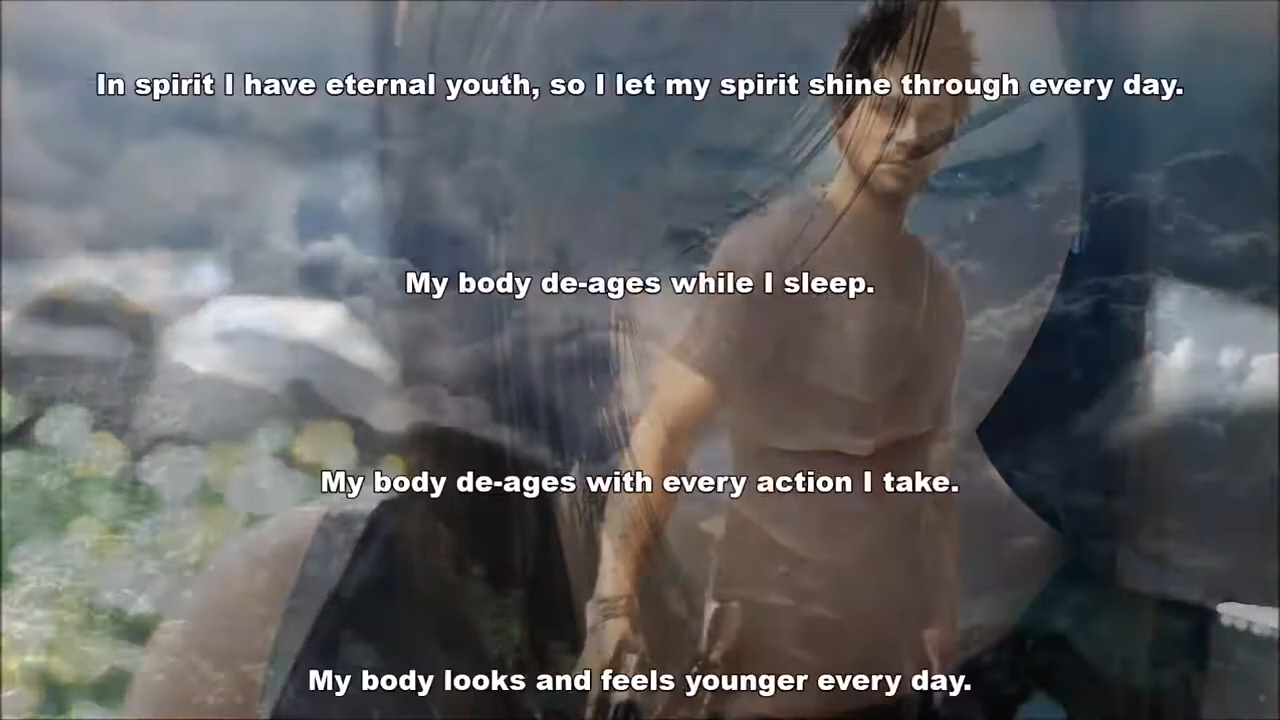 In spirit I have eternal youth, so I let my spirit shine through every day.
My body de-ages while I sleep.
My body de-ages with every action I take.
My body looks and feels younger every day.